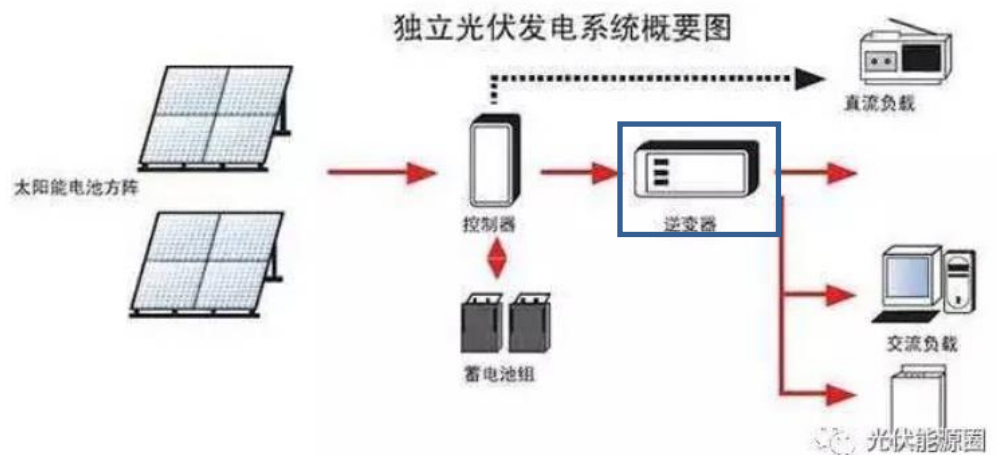 独立光伏发电系统概要图
直流负载
太阳能电池方阵
控制器
逆变器
蓄电池组
交流负载
光伏能源圈